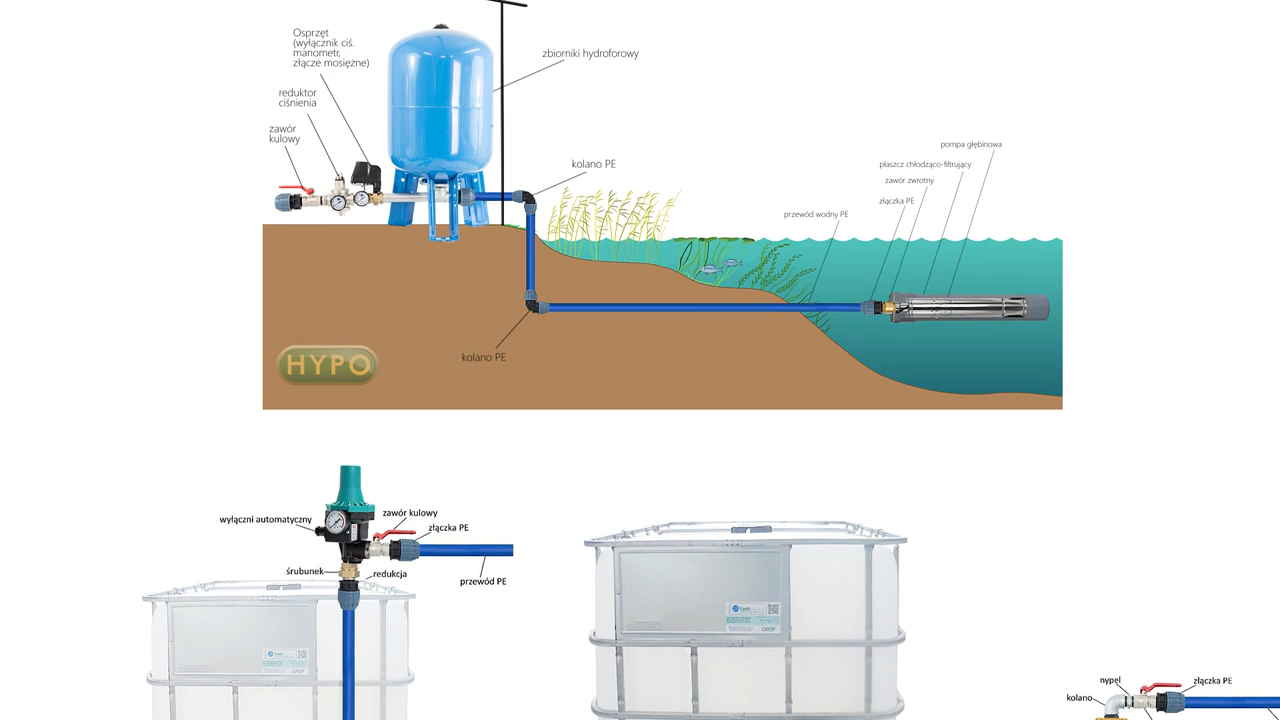 Osprzęt
(wyłącznik ciś.
manometr,
złącze mosiężne)
zbiorniki hydroforowy
reduktor
ciśnienia
zawór
kulowy
kolano PE
pompa głębinowa
płaszcz chłodząco-filtrujący
zawór zwrotny
złączka PE
przewód wodny PE
kolano PE
HYPO
wyłączni automatyczny
zawór kulowy
złączka PE
śrubunek
redukcja
przewód PE
GREIF
GREIF
nypel
złączka PE
kolano